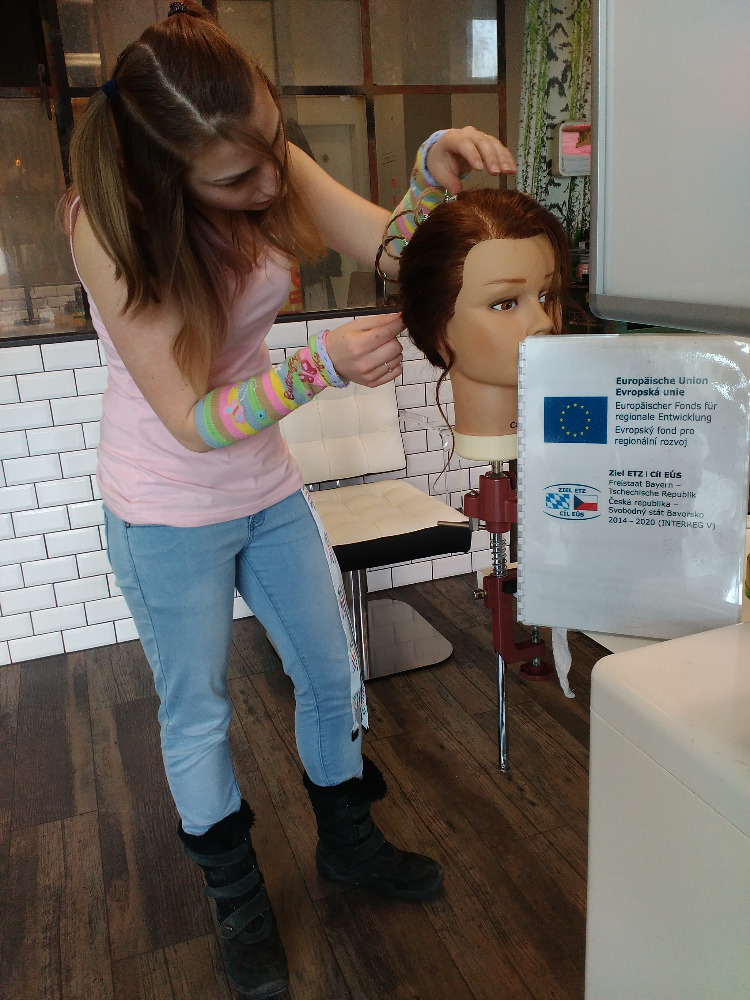 Europäische Union
Evropská unie
Europäischer Fonds für
regionale Entwicklung
Evropský fond pro
regionální rozvoj
Ziel ETZ | Cíl EÚS
Freistaat Bayern –
Tschechische Republik
Česká republika –
Svobodný stát Bavorsko
2014 – 2020 (INTERREG V)
ZIEL ETZ
CÍL EÚS